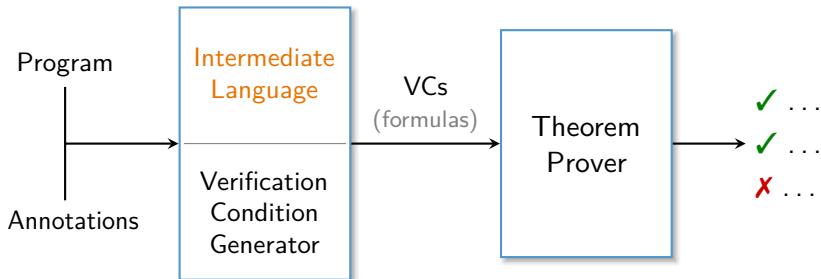 Program
Annotations
Intermediate
Language
Verification
Condition
Generator
VCs
(formulas)
Theorem
Prover
✓ ...
✓ ...
✗ ...